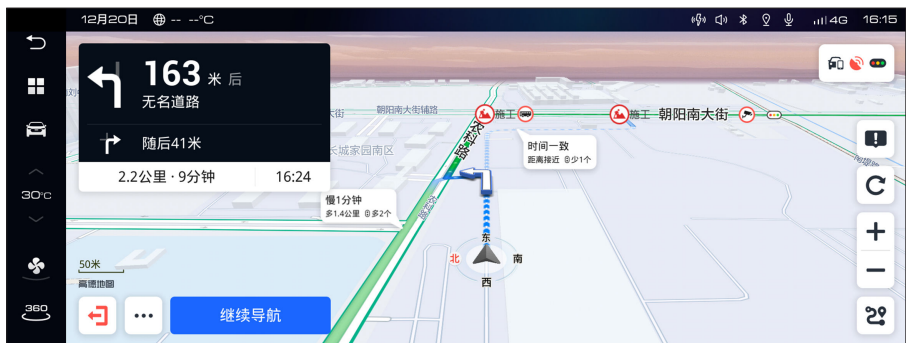 12月20日 -- --°C
4G 16:15
163 米 后
无名道路
随后41米
2.2公里·9分钟 16:24
30°C
360
朝阳南大街辅路
施工
施工
朝阳南大街
农科路
长城家园南区
时间一致
距离接近 少1个
慢1分钟
多1.4公里 多2个
东
北
南
西
50米
高德地图
继续导航